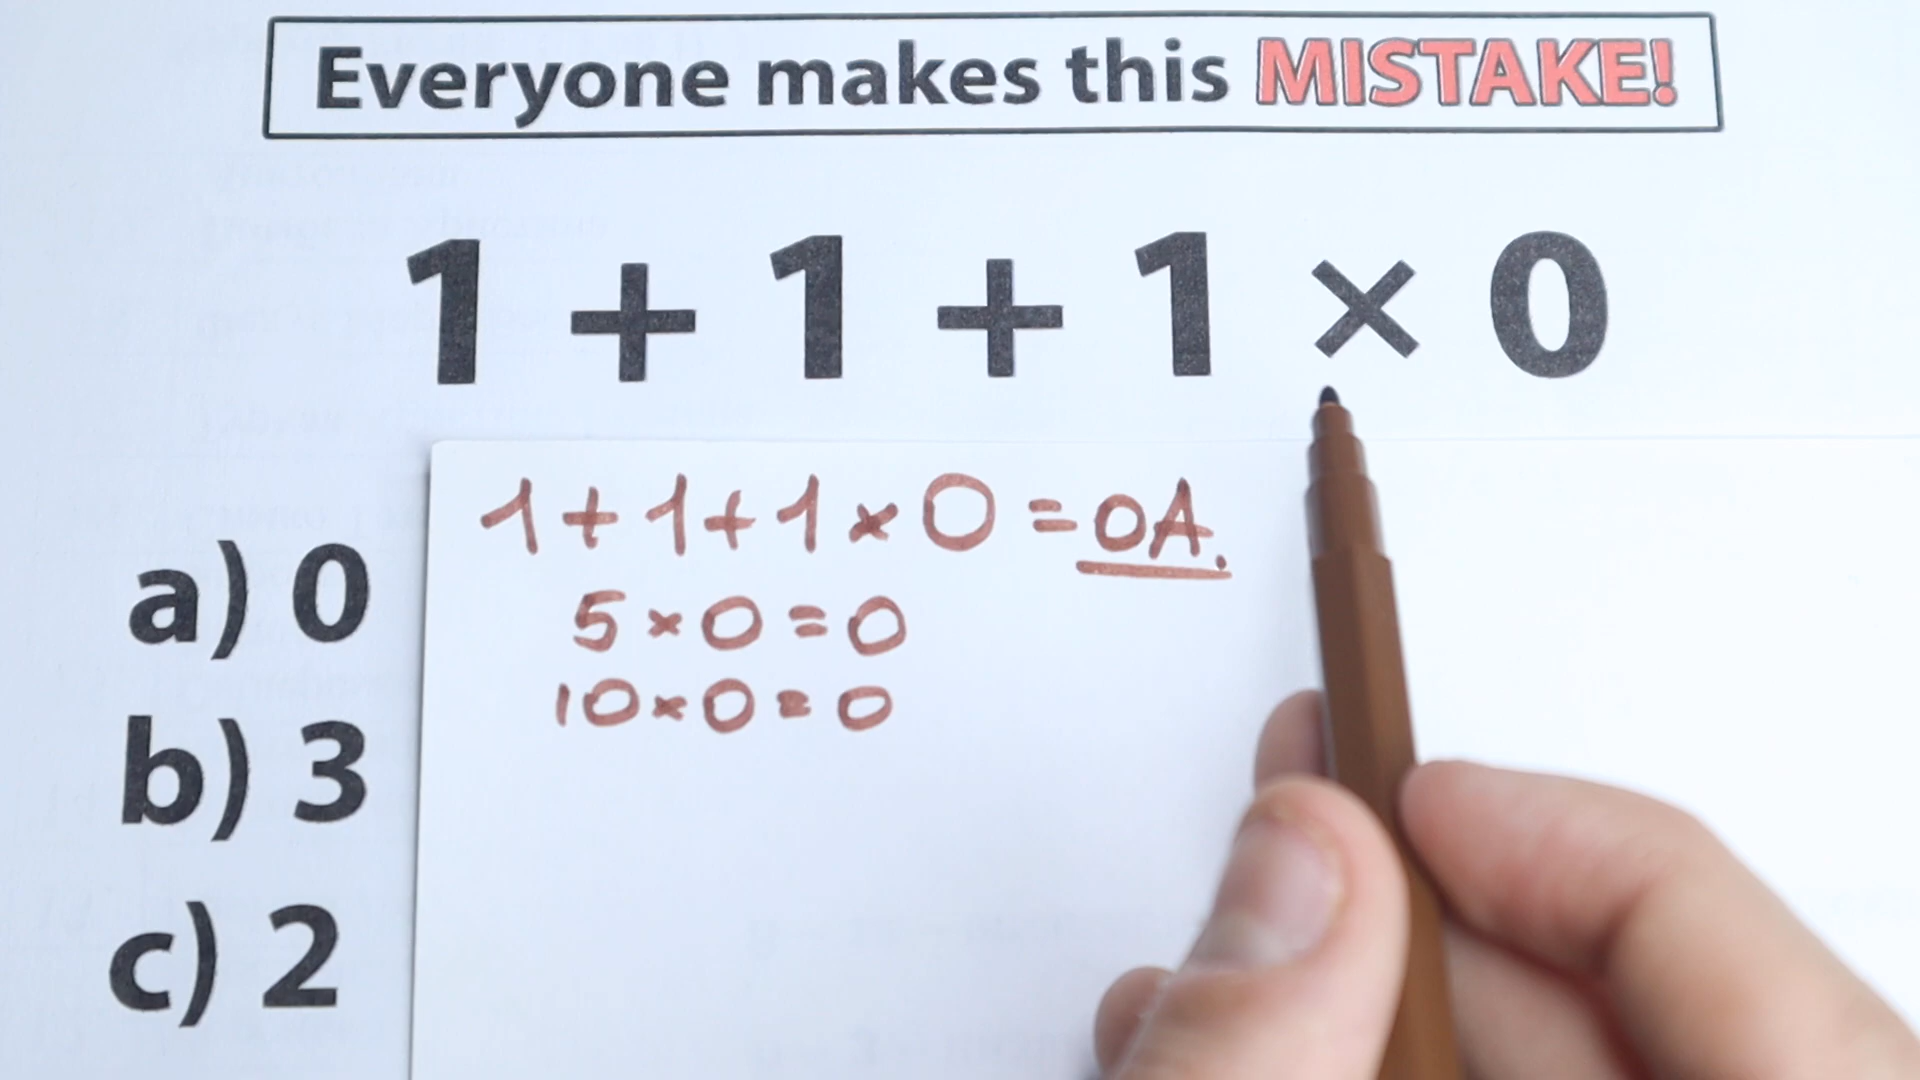 Everyone makes this MISTAKE!
1 + 1 + 1 × 0
1+1+1×0=0A.
5×0=0
10×0=0
a) 0
b) 3
c) 2